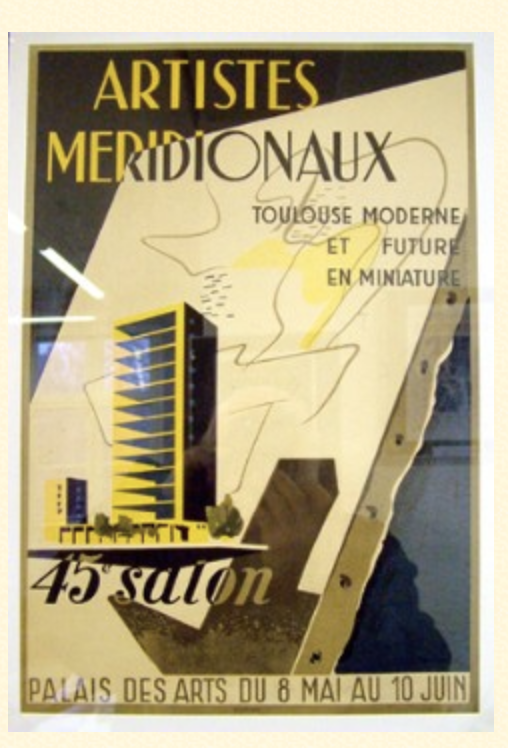 ARTISTES
MERIDIONAUX
TOULOUSE MODERNE
ET FUTURE
EN MINIATURE
45e salon
PALAIS DES ARTS DU 8 MAI AU 10 JUIN